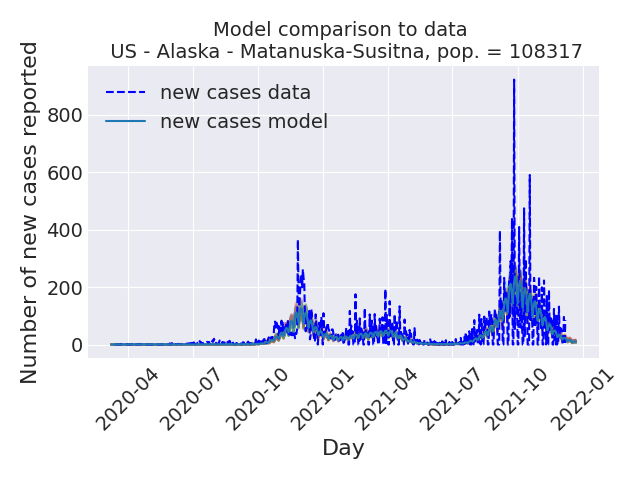 Model comparison to data
US - Alaska - Matanuska-Susitna, pop. = 108317
Number of new cases reported
new cases data
new cases model
800
600
400
200
0
2020-04
2020-07
2020-10
2021-01
2021-04
2021-07
2021-10
2022-01
Day